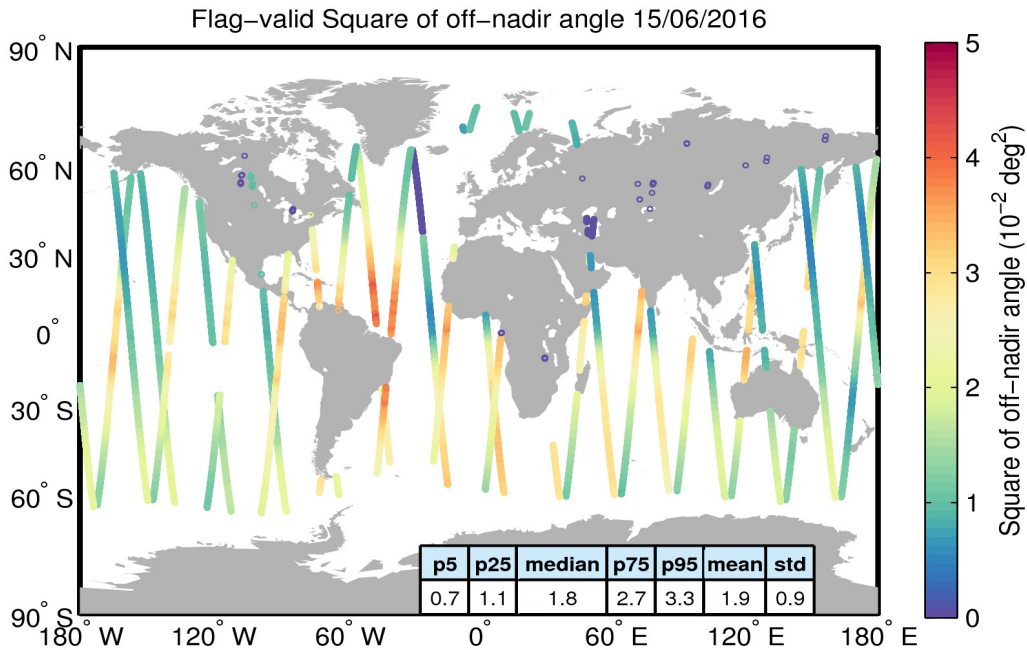 Flag−valid Square of off−nadir angle 15/06/2016
90° N
60° N
30° N
0°
30° S
60° S
90° S
180° W
120° W
60° W
0°
60° E
120° E
180° E
p5 p25 median p75 p95 mean std
0.7 1.1 1.8 2.7 3.3 1.9 0.9
5
4
3
2
1
0
Square of off−nadir angle (10⁻² deg²)